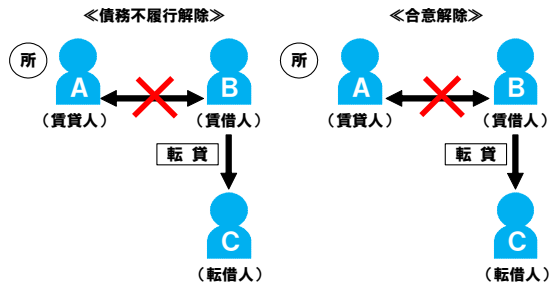 ≪債務不履行解除≫
所
A
B
（賃貸人）
（賃借人）
転 貸
C
（転借人）
≪合意解除≫
所
A
B
（賃貸人）
（賃借人）
転 貸
C
（転借人）